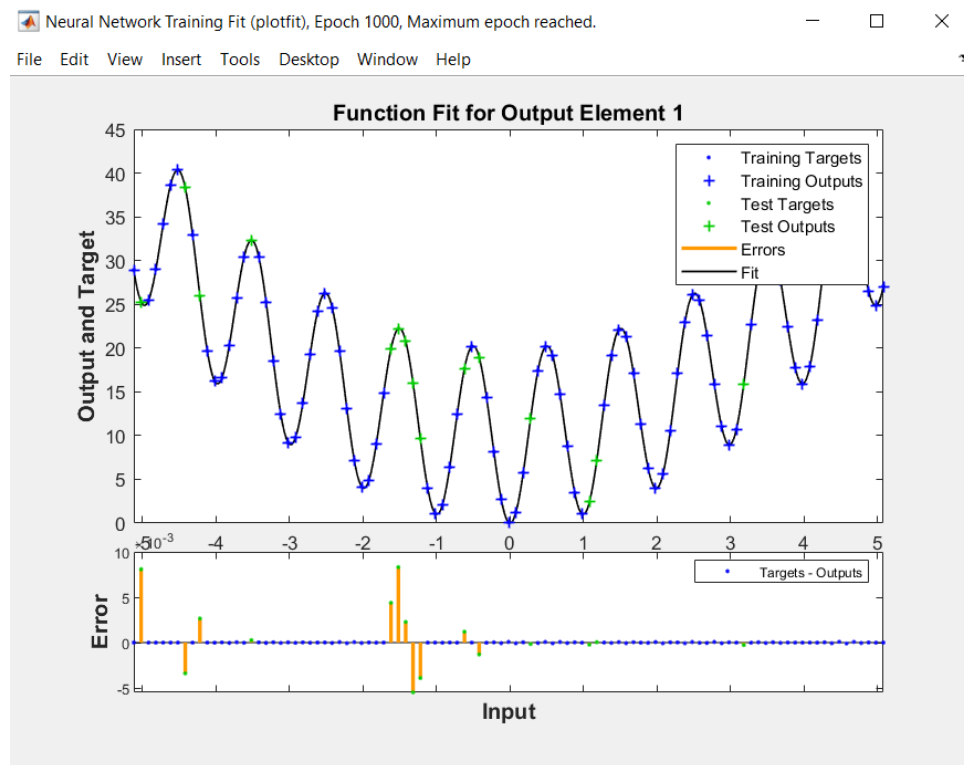 Neural Network Training Fit (plotfit), Epoch 1000, Maximum epoch reached.
File Edit View Insert Tools Desktop Window Help
Function Fit for Output Element 1
45
40
35
30
25
20
15
10
5
0
Output and Target
Training Targets
Training Outputs
Test Targets
Test Outputs
Errors
Fit
-5 -4 -3 -2 -1 0 1 2 3 4 5
10^-3
10
5
0
-5
Error
Targets - Outputs
Input